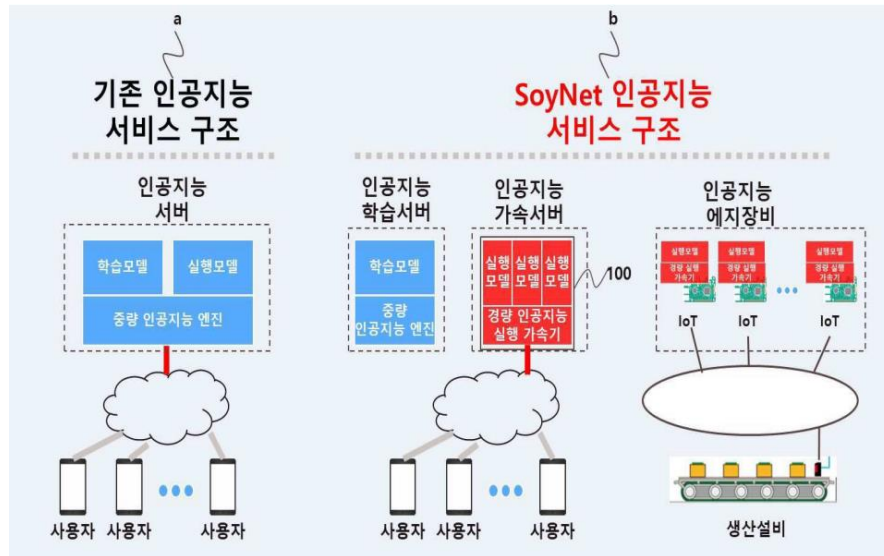 a
기존 인공지능
서비스 구조
인공지능
서버
학습모델
실행모델
중량 인공지능 엔진
사용자
사용자
사용자
b
SoyNet 인공지능
서비스 구조
인공지능
학습서버
학습모델
중량
인공지능 엔진
인공지능
가속서버
실행
모델
실행
모델
실행
모델
경량 인공지능
실행 가속기
100
사용자
사용자
사용자
인공지능
에지장비
실행모델
경량 실행
가속기
실행모델
경량 실행
가속기
실행모델
경량 실행
가속기
IoT
IoT
IoT
생산설비